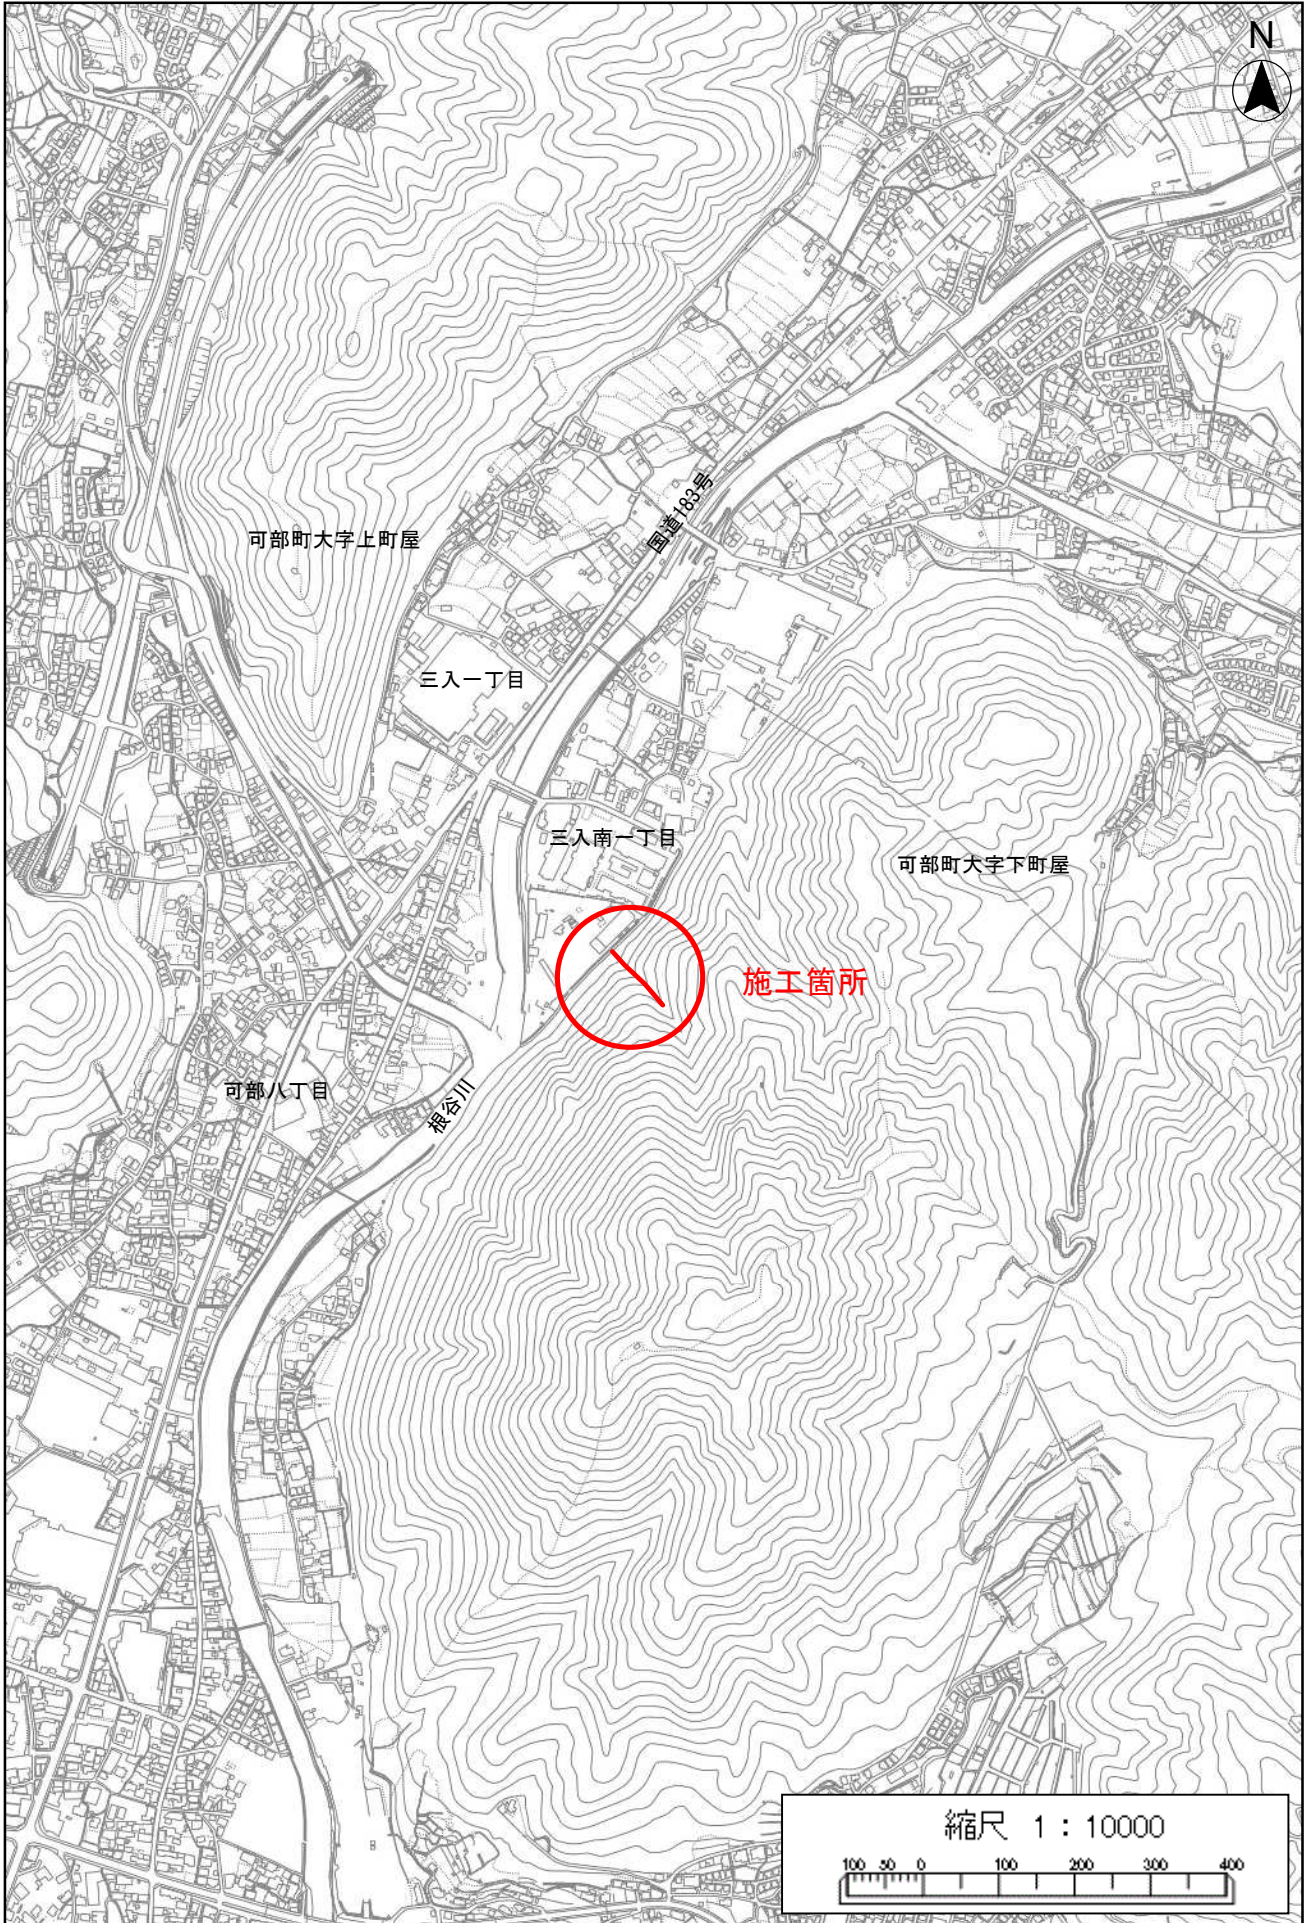 N
国道183号
可部町大字上町屋
三入一丁目
三入南一丁目
可部町大字下町屋
施工箇所
可部八丁目
根谷川
縮尺 1：10000
100 50 0 100 200 300 400